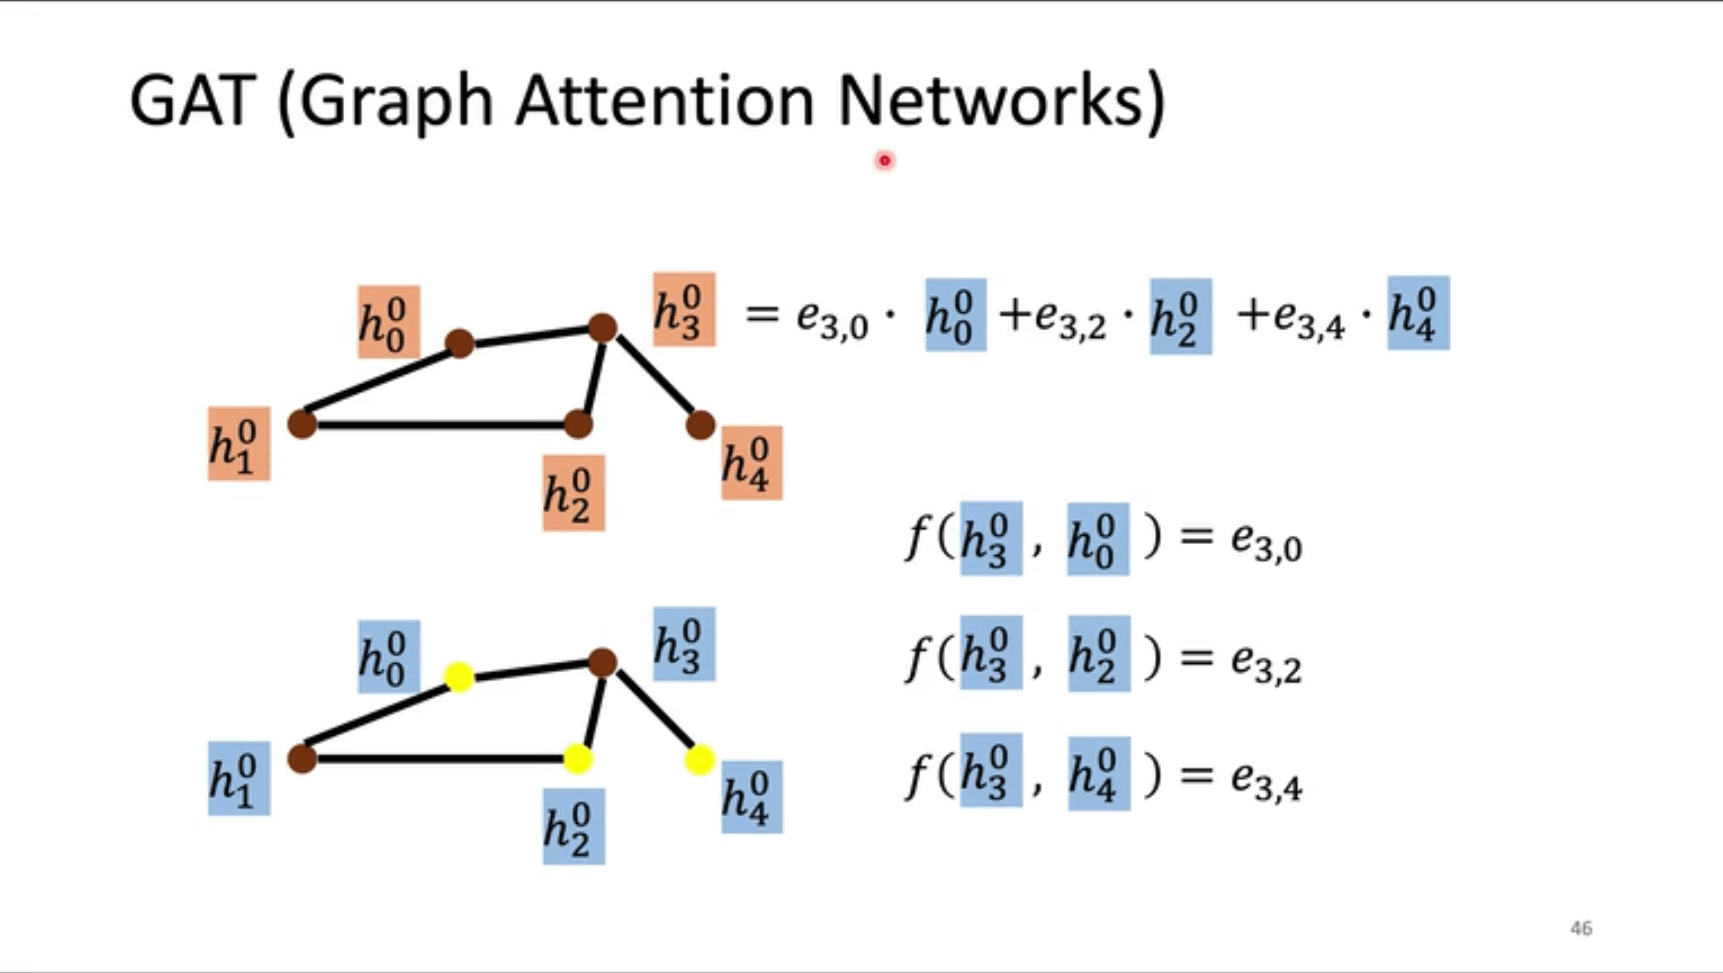 GAT (Graph Attention Networks)
h_0^0
h_3^0 = e_{3,0} · h_0^0 +e_{3,2} · h_2^0 +e_{3,4} · h_4^0
h_1^0
h_4^0
h_2^0
f(h_3^0 , h_0^0 ) = e_{3,0}
h_0^0
h_3^0
f(h_3^0 , h_2^0 ) = e_{3,2}
h_1^0
h_4^0
f(h_3^0 , h_4^0 ) = e_{3,4}
h_2^0
46